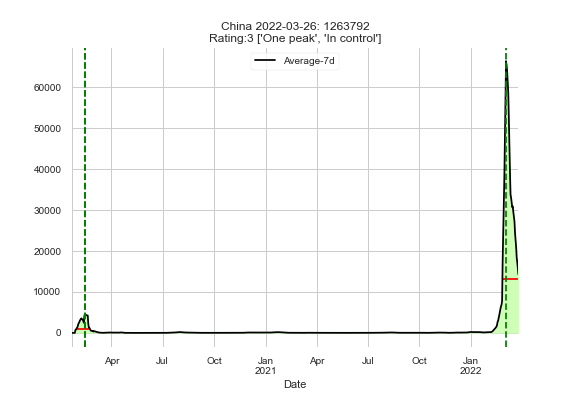 China 2022-03-26: 1263792
Rating:3 ['One peak', 'In control']
Average-7d
60000
50000
40000
30000
20000
10000
0
Apr Jul Oct Jan Apr Jul Oct Jan
2021 2022
Date